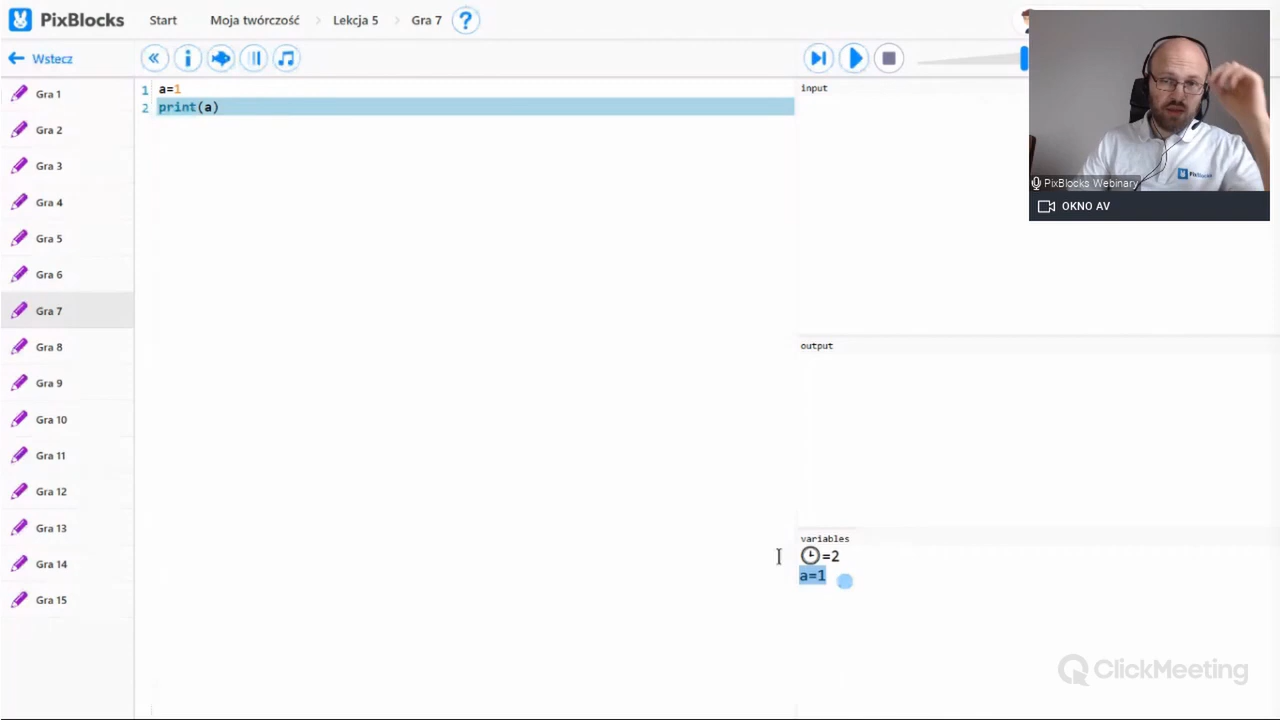 PixBlocks
Start
Moja twórczość
Lekcja 5
Gra 7
?
Wstecz
Gra 1
Gra 2
Gra 3
Gra 4
Gra 5
Gra 6
Gra 7
Gra 8
Gra 9
Gra 10
Gra 11
Gra 12
Gra 13
Gra 14
Gra 15
1 a=1
2 print(a)
input
output
variables
=2
a=1
PixBlocks
PixBlocks Webinary
OKNO AV
ClickMeeting